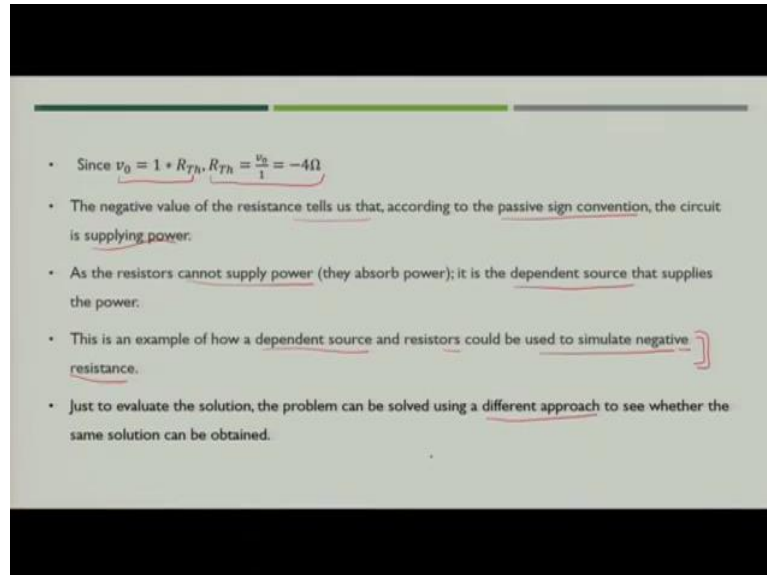 • Since v₀ = 1 * R_Th, R_Th = v₀/1 = −4Ω
• The negative value of the resistance tells us that, according to the passive sign convention, the circuit
is supplying power.
• As the resistors cannot supply power (they absorb power); it is the dependent source that supplies
the power.
• This is an example of how a dependent source and resistors could be used to simulate negative
resistance.
• Just to evaluate the solution, the problem can be solved using a different approach to see whether the
same solution can be obtained.